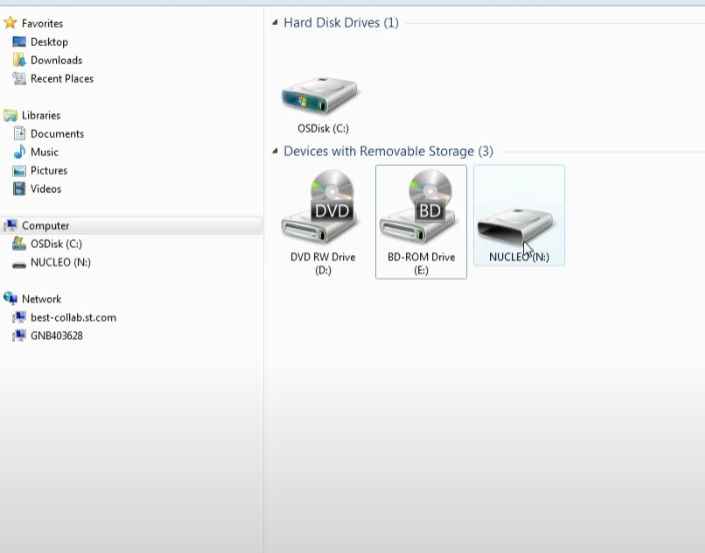 Favorites
Desktop
Downloads
Recent Places
Libraries
Documents
Music
Pictures
Videos
Computer
OSDisk (C:)
NUCLEO (N:)
Network
best-collab.st.com
GNB403628
Hard Disk Drives (1)
OSDisk (C:)
Devices with Removable Storage (3)
DVD
BD
DVD RW Drive
(D:)
BD-ROM Drive
(E:)
NUCLEO (N:)